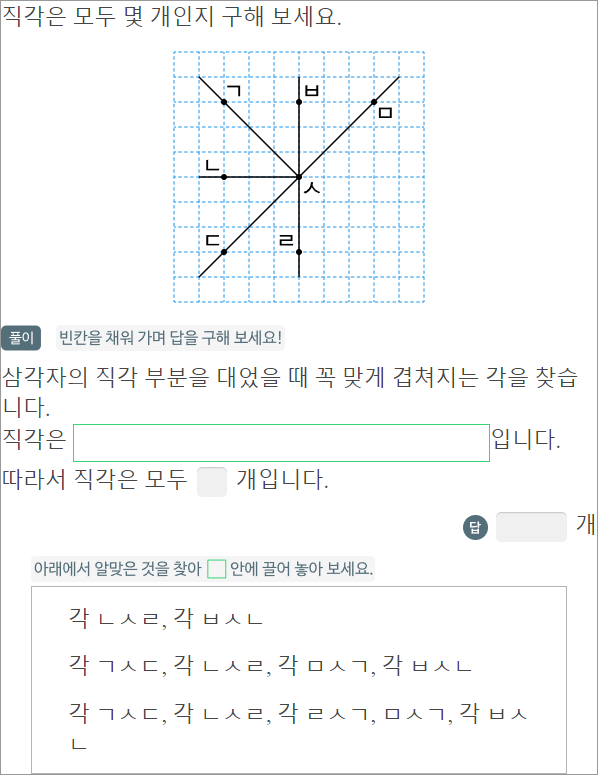 직각은 모두 몇 개인지 구해 보세요.
ㄱ
ㅂ
ㅁ
ㄴ
ㅅ
ㄷ
ㄹ
풀이 빈칸을 채워 가며 답을 구해 보세요!
삼각자의 직각 부분을 대었을 때 꼭 맞게 겹쳐지는 각을 찾습
니다.
직각은 입니다.
따라서 직각은 모두 개입니다.
답 개
아래에서 알맞은 것을 찾아 안에 끌어 놓아 보세요.
각 ㄴㅅㄹ, 각 ㅂㅅㄴ
각 ㄱㅅㄷ, 각 ㄴㅅㄹ, 각 ㅁㅅㄱ, 각 ㅂㅅㄴ
각 ㄱㅅㄷ, 각 ㄴㅅㄹ, 각 ㄹㅅㄱ, ㅁㅅㄱ, 각 ㅂㅅ
ㄴ